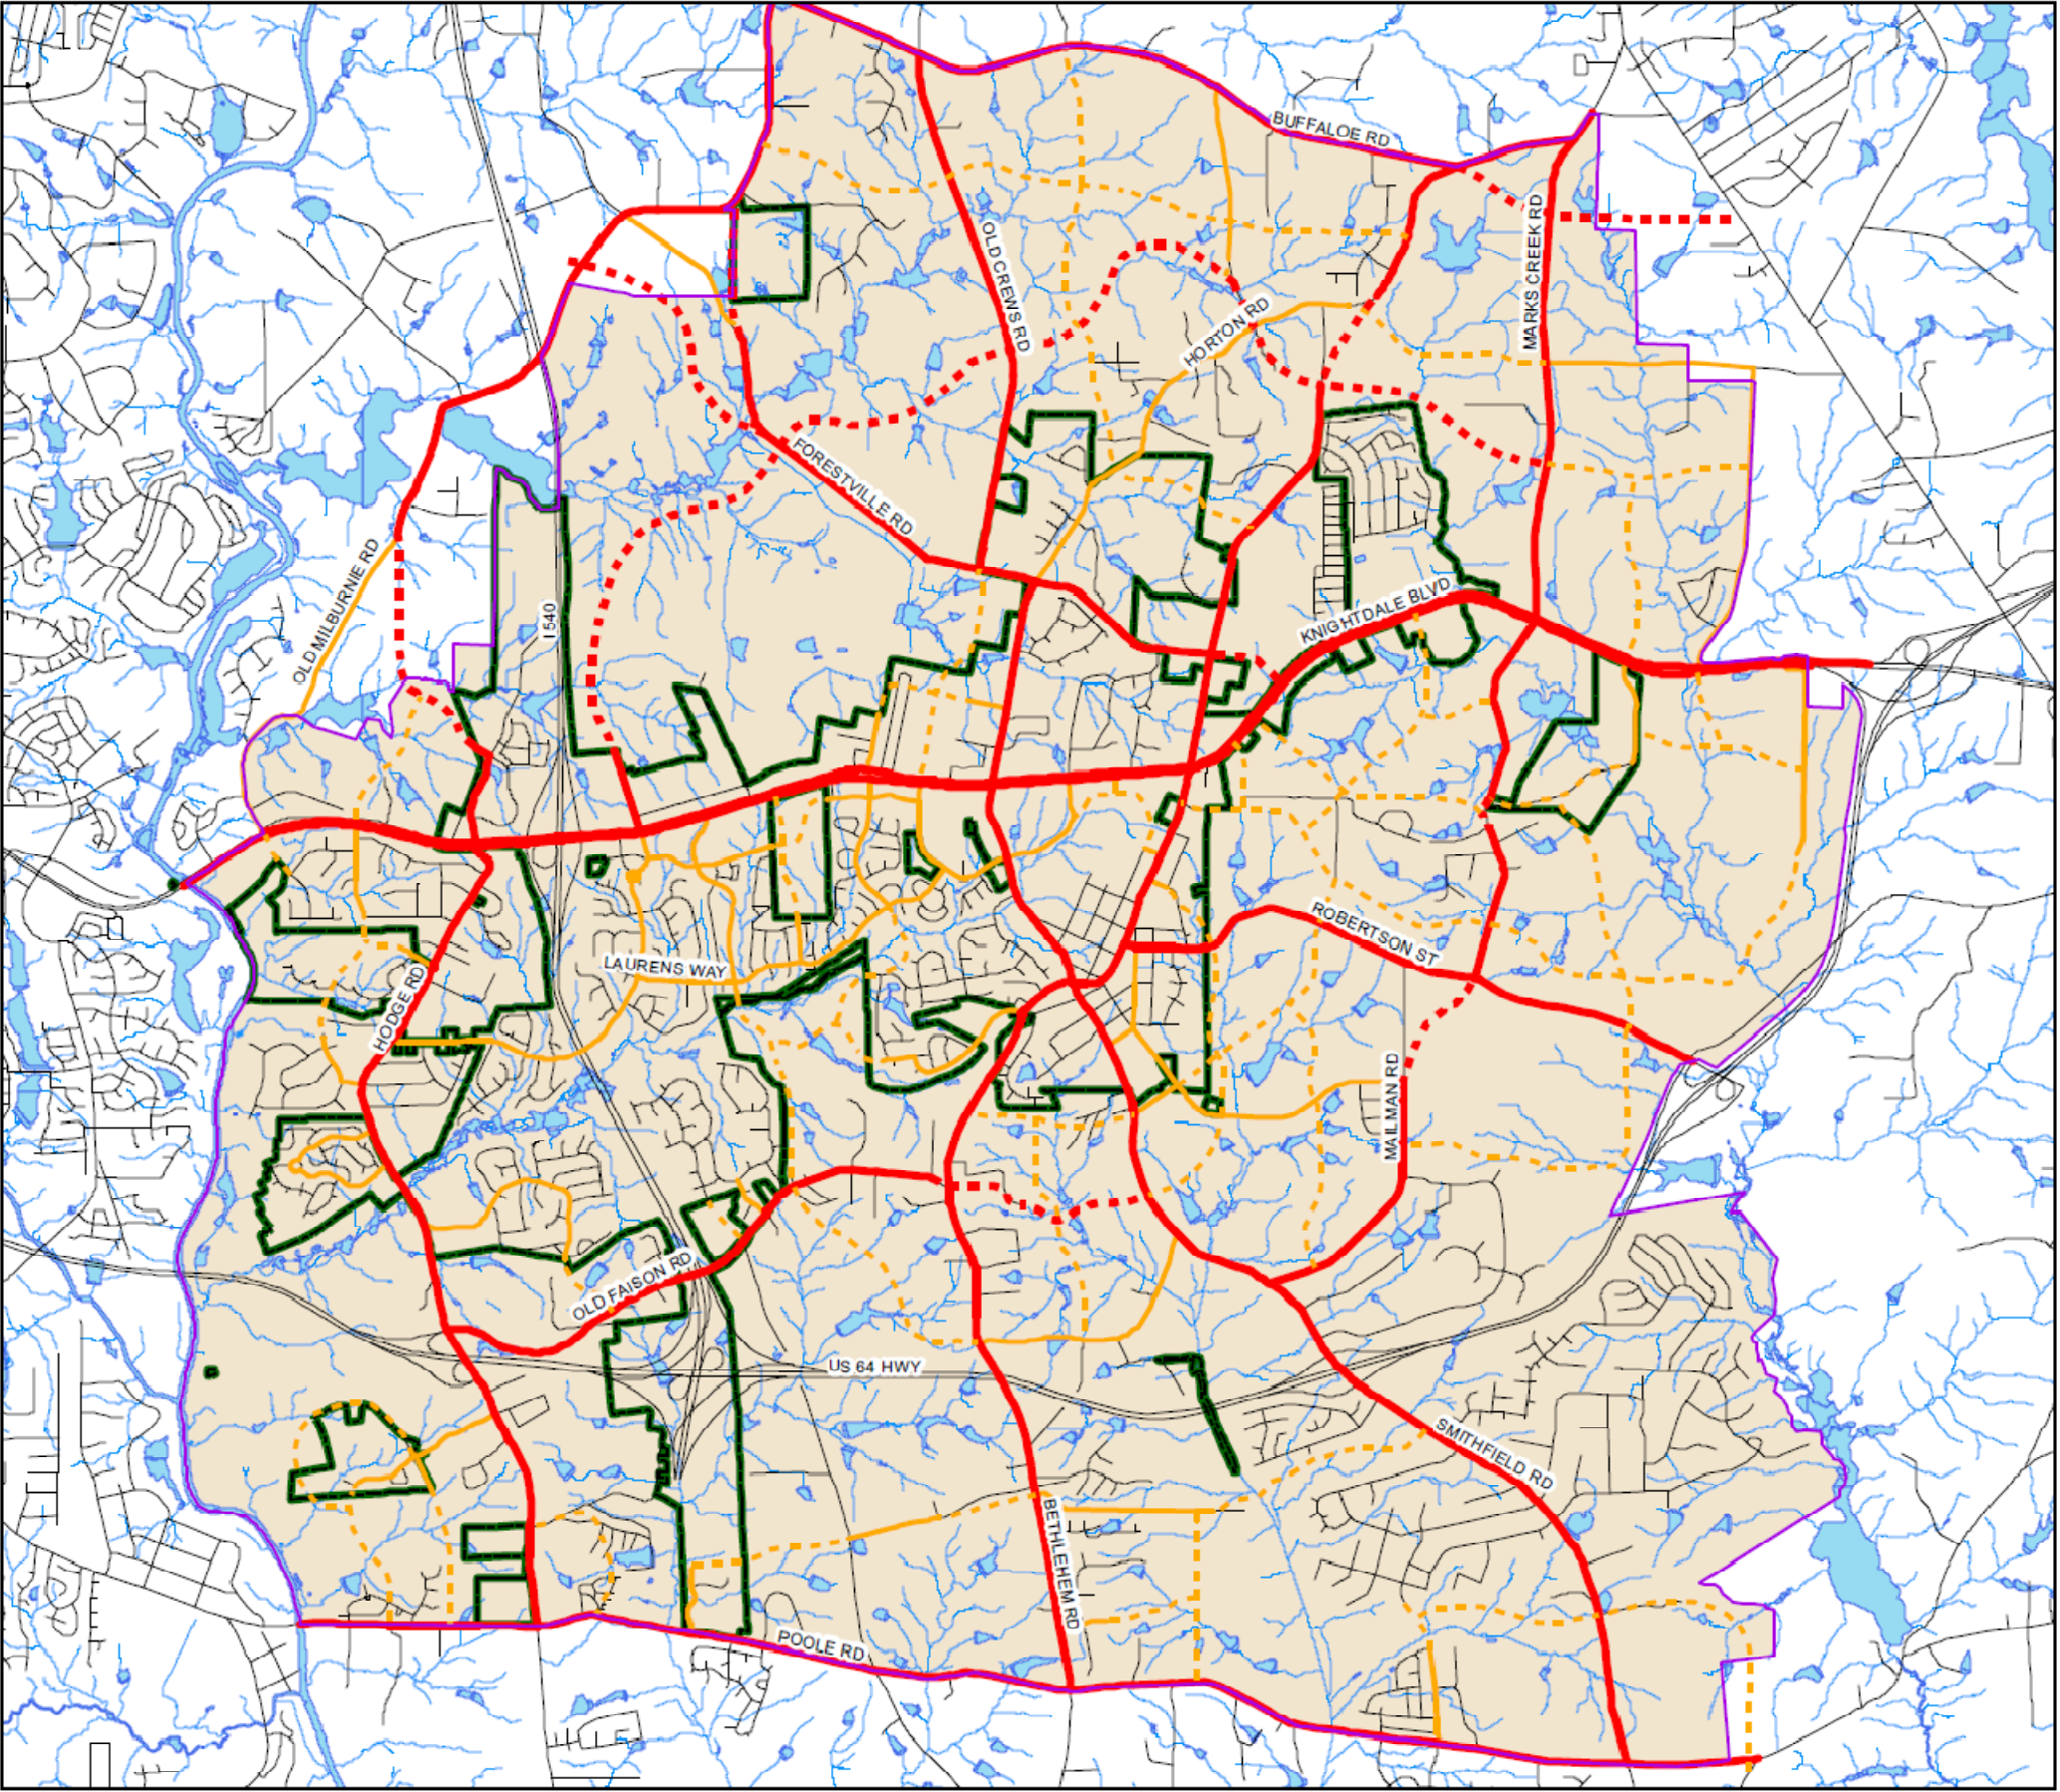 BUFFALOE RD
MARKS CREEK RD
OLD CREWS RD
HORTON RD
FORESTVILLE RD
OLD MILBURNIE RD
I 540
KNIGHTDALE BLVD
ROBERTSON ST
LAURENS WAY
HODGE RD
MAILMAN RD
OLD FAISON RD
US 64 HWY
SMITHFIELD RD
BETHLEHEM RD
POOLE RD